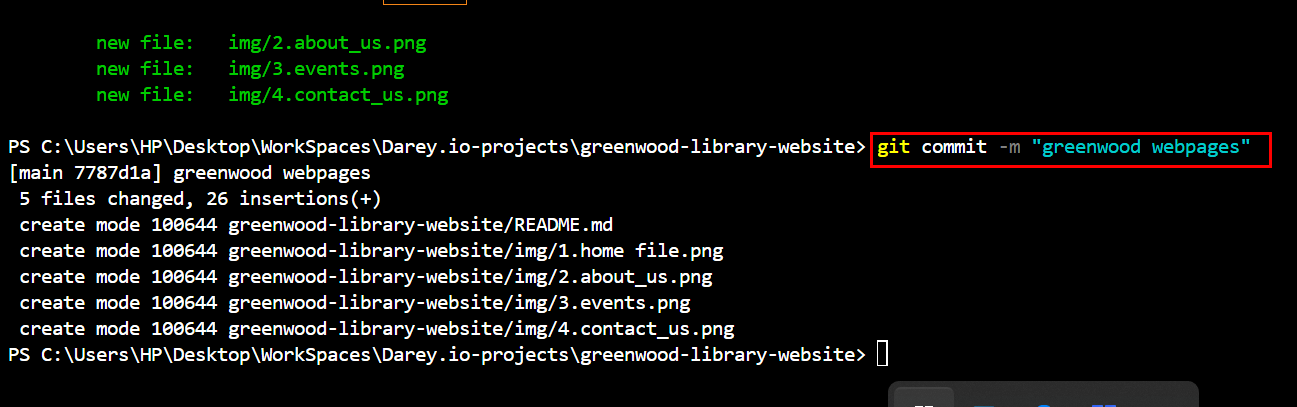 new file:   img/2.about_us.png
new file:   img/3.events.png
new file:   img/4.contact_us.png
PS C:\Users\HP\Desktop\WorkSpaces\Darey.io-projects\greenwood-library-website> git commit -m "greenwood webpages"
[main 7787d1a] greenwood webpages
 5 files changed, 26 insertions(+)
 create mode 100644 greenwood-library-website/README.md
 create mode 100644 greenwood-library-website/img/1.home file.png
 create mode 100644 greenwood-library-website/img/2.about_us.png
 create mode 100644 greenwood-library-website/img/3.events.png
 create mode 100644 greenwood-library-website/img/4.contact_us.png
PS C:\Users\HP\Desktop\WorkSpaces\Darey.io-projects\greenwood-library-website>